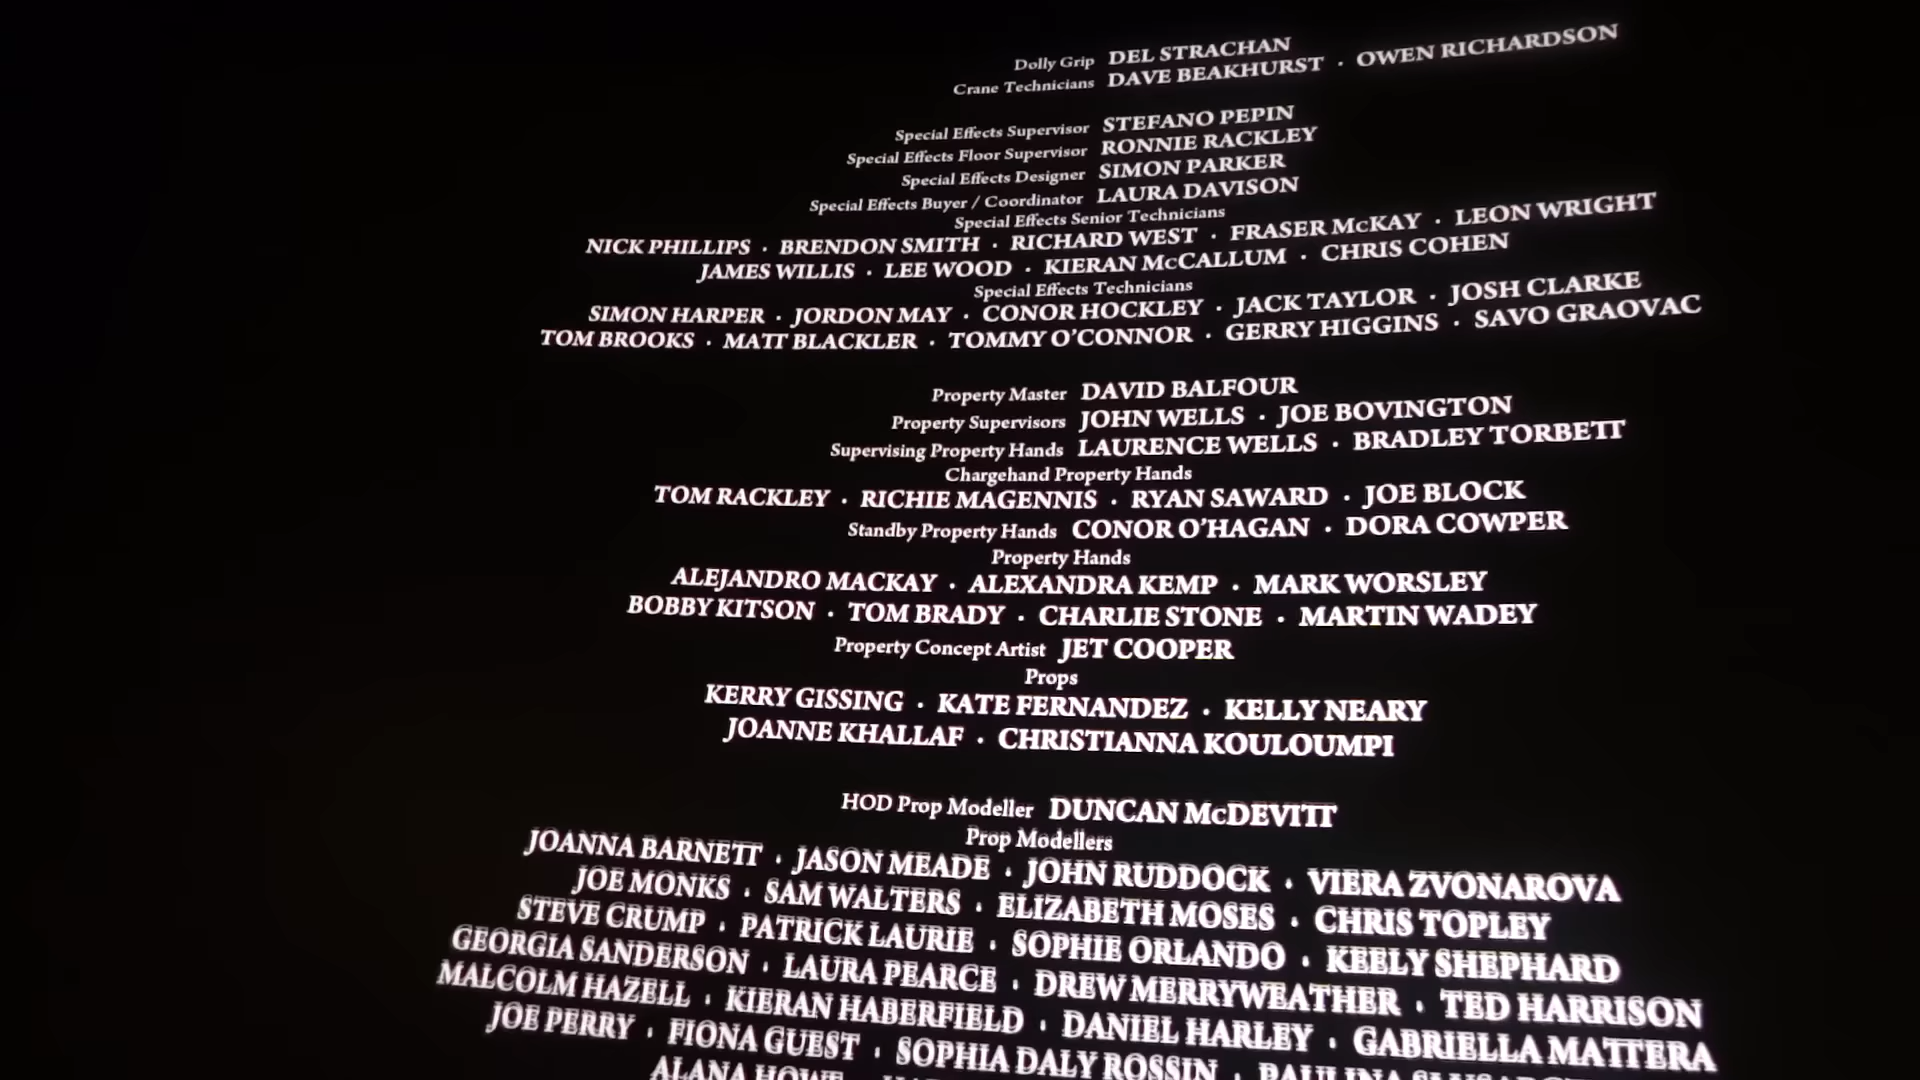 Dolly Grip DEL STRACHAN
Crane Technicians DAVE BEAKHURST · OWEN RICHARDSON
Special Effects Supervisor STEFANO PEPIN
Special Effects Floor Supervisor RONNIE RACKLEY
Special Effects Designer SIMON PARKER
Special Effects Buyer / Coordinator LAURA DAVISON
Special Effects Senior Technicians
NICK PHILLIPS · BRENDON SMITH · RICHARD WEST · FRASER McKAY · LEON WRIGHT
JAMES WILLIS · LEE WOOD · KIERAN McCALLUM · CHRIS COHEN
Special Effects Technicians
SIMON HARPER · JORDON MAY · CONOR HOCKLEY · JACK TAYLOR · JOSH CLARKE
TOM BROOKS · MATT BLACKLER · TOMMY O'CONNOR · GERRY HIGGINS · SAVO GRAOVAC
Property Master DAVID BALFOUR
Property Supervisors JOHN WELLS · JOE BOVINGTON
Supervising Property Hands LAURENCE WELLS · BRADLEY TORBETT
Chargehand Property Hands
TOM RACKLEY · RICHIE MAGENNIS · RYAN SAWARD · JOE BLOCK
Standby Property Hands CONOR O'HAGAN · DORA COWPER
Property Hands
ALEJANDRO MACKAY · ALEXANDRA KEMP · MARK WORSLEY
BOBBY KITSON · TOM BRADY · CHARLIE STONE · MARTIN WADEY
Property Concept Artist JET COOPER
Props
KERRY GISSING · KATE FERNANDEZ · KELLY NEARY
JOANNE KHALLAF · CHRISTIANNA KOULOUMPI
HOD Prop Modeller DUNCAN McDEVITT
Prop Modellers
JOANNA BARNETT · JASON MEADE · JOHN RUDDOCK · VIERA ZVONAROVA
JOE MONKS · SAM WALTERS · ELIZABETH MOSES · CHRIS TOPLEY
STEVE CRUMP · PATRICK LAURIE · SOPHIE ORLANDO · KEELY SHEPHARD
GEORGIA SANDERSON · LAURA PEARCE · DREW MERRYWEATHER · TED HARRISON
MALCOLM HAZELL · KIERAN HABERFIELD · DANIEL HARLEY · GABRIELLA MATTERA
JOE PERRY · FIONA GUEST · SOPHIA DALY ROSSIN · PAULINA
ALANA HOWE